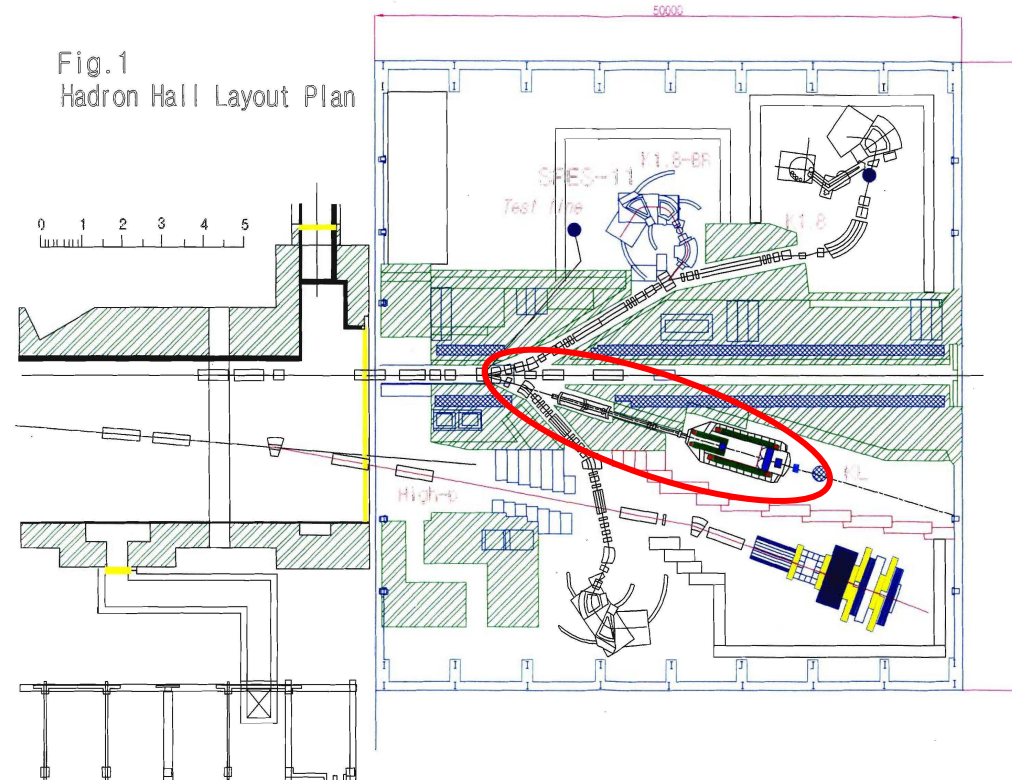 50000
Fig.1
Hadron Hall Layout Plan
K1.8-BR
Test line
K1.8
0 1 2 3 4 5
KL
High-p